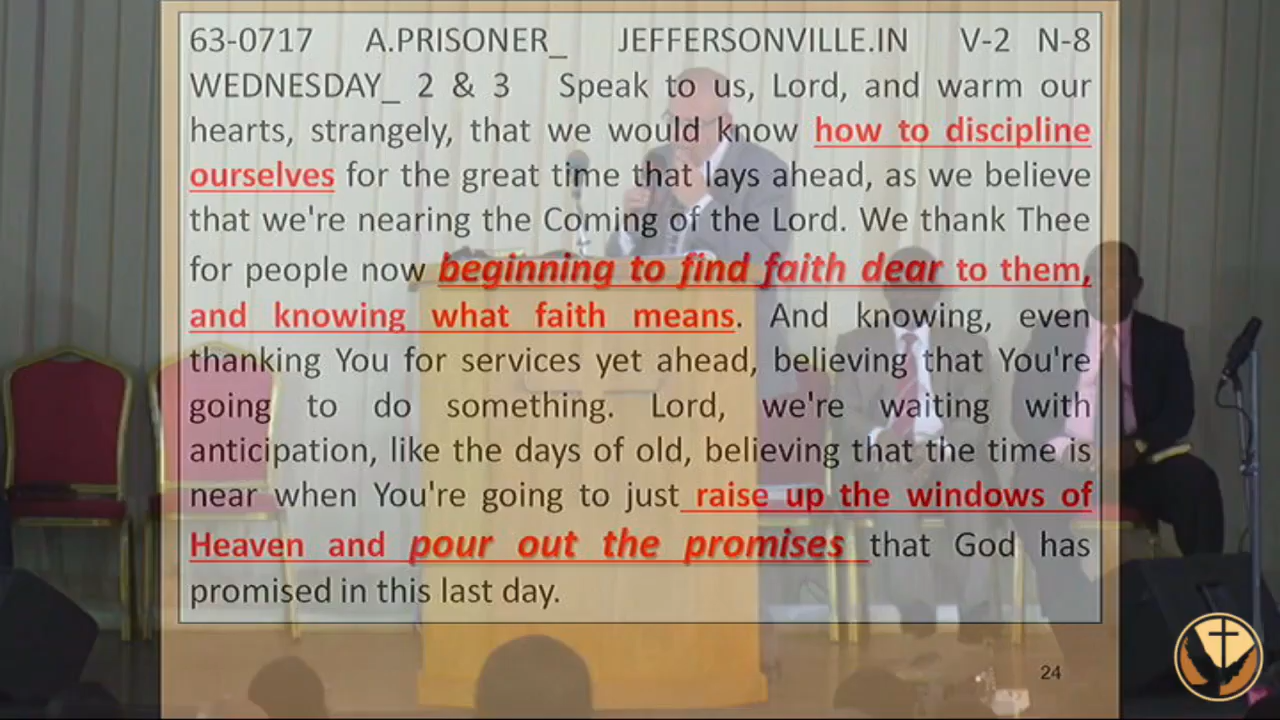 63-0717 A.PRISONER_ JEFFERSONVILLE.IN V-2 N-8
WEDNESDAY_ 2 & 3 Speak to us, Lord, and warm our
hearts, strangely, that we would know how to discipline
ourselves for the great time that lays ahead, as we believe
that we're nearing the Coming of the Lord. We thank Thee
for people now beginning to find faith dear to them,
and knowing what faith means. And knowing, even
thanking You for services yet ahead, believing that You're
going to do something. Lord, we're waiting with
anticipation, like the days of old, believing that the time is
near when You're going to just raise up the windows of
Heaven and pour out the promises that God has
promised in this last day.
24